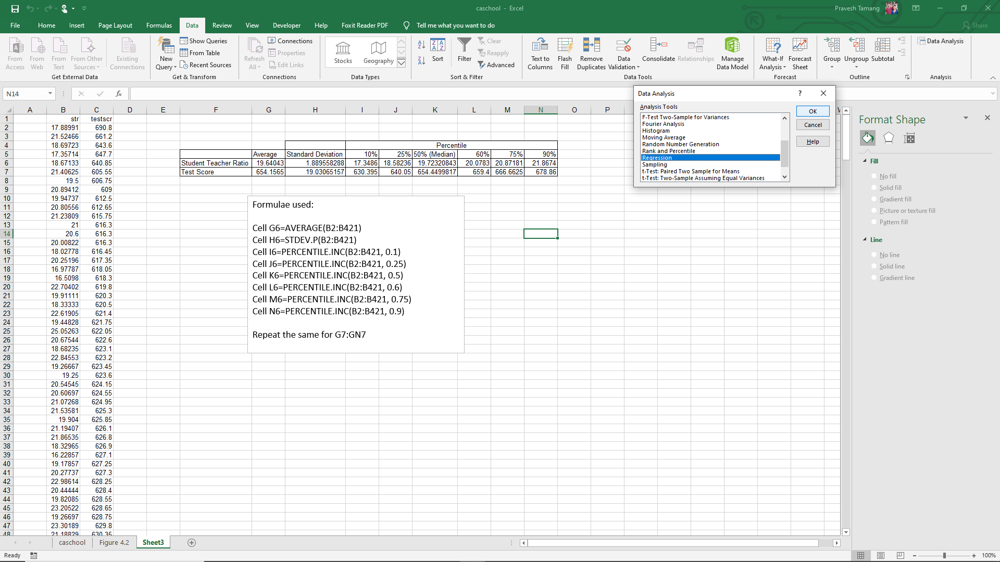 caschool - Excel
Pravesh Tamang
File Home Insert Page Layout Formulas Data Review View Developer Help Foxit Reader PDF Tell me what you want to do Share
From Access From Web From Text From Other Sources Existing Connections
Get External Data
New Query Show Queries From Table Recent Sources
Get & Transform
Refresh All Connections Properties Edit Links
Connections
Stocks Geography
Data Types
Sort Filter Clear Reapply Advanced
Sort & Filter
Text to Columns Flash Fill Remove Duplicates Data Validation Consolidate Relationships Manage Data Model
Data Tools
What-If Analysis Forecast Sheet
Forecast
Group Ungroup Subtotal
Outline
Data Analysis
Analysis
N14 fx
Data Analysis ?
Analysis Tools
F-Test Two-Sample for Variances
Fourier Analysis
Histogram
Moving Average
Random Number Generation
Rank and Percentile
Regression
Sampling
t-Test: Paired Two Sample for Means
t-Test: Two-Sample Assuming Equal Variances
OK
Cancel
Help
Format Shape
Fill
No fill
Solid fill
Gradient fill
Picture or texture fill
Pattern fill
Line
No line
Solid line
Gradient line
A B C D E F G H I J K L M N O P
1 str testscr
2 17.88991 690.8
3 21.52466 661.2
4 18.69723 643.6 Percentile
5 17.35714 647.7 Average Standard Deviation 10% 25% 50% (Median) 60% 75% 90%
6 18.67133 640.85 Student Teacher Ratio 19.64043 1.889558288 17.3486 18.58236 19.72320843 20.0783 20.87181 21.8674
7 21.40625 605.55 Test Score 654.1565 19.03065157 630.395 640.05 654.4499817 659.4 666.6625 678.86
8 19.5 606.75
9 20.89412 609
10 19.94737 612.5
11 20.80556 612.65
12 21.23809 615.75
13 21 616.3
14 20.6 616.3
15 20.00822 616.3
16 18.02778 616.45
17 20.25196 617.35
18 16.97787 618.05
19 16.5098 618.3
20 22.70402 619.8
21 19.91111 620.3
22 18.33333 620.5
23 22.61905 621.4
24 19.44828 621.75
25 25.05263 622.05
26 20.67544 622.6
27 18.68235 623.1
28 22.84553 623.2
29 19.26667 623.45
30 19.25 623.6
31 20.54545 624.15
32 20.60697 624.55
33 21.07268 624.95
34 21.53581 625.3
35 19.904 625.85
36 21.19407 626.1
37 21.86535 626.8
38 18.32965 626.9
39 16.22857 627.1
40 19.17857 627.25
41 20.27737 627.3
42 22.98614 628.25
43 20.44444 628.4
44 19.82085 628.55
45 23.20522 628.65
46 19.26697 628.75
47 23.30189 629.8
48 21.18829 630.35
Formulae used:
Cell G6=AVERAGE(B2:B421)
Cell H6=STDEV.P(B2:B421)
Cell I6=PERCENTILE.INC(B2:B421, 0.1)
Cell J6=PERCENTILE.INC(B2:B421, 0.25)
Cell K6=PERCENTILE.INC(B2:B421, 0.5)
Cell L6=PERCENTILE.INC(B2:B421, 0.6)
Cell M6=PERCENTILE.INC(B2:B421, 0.75)
Cell N6=PERCENTILE.INC(B2:B421, 0.9)
Repeat the same for G7:GN7
caschool Figure 4.2 Sheet3
Ready 100%